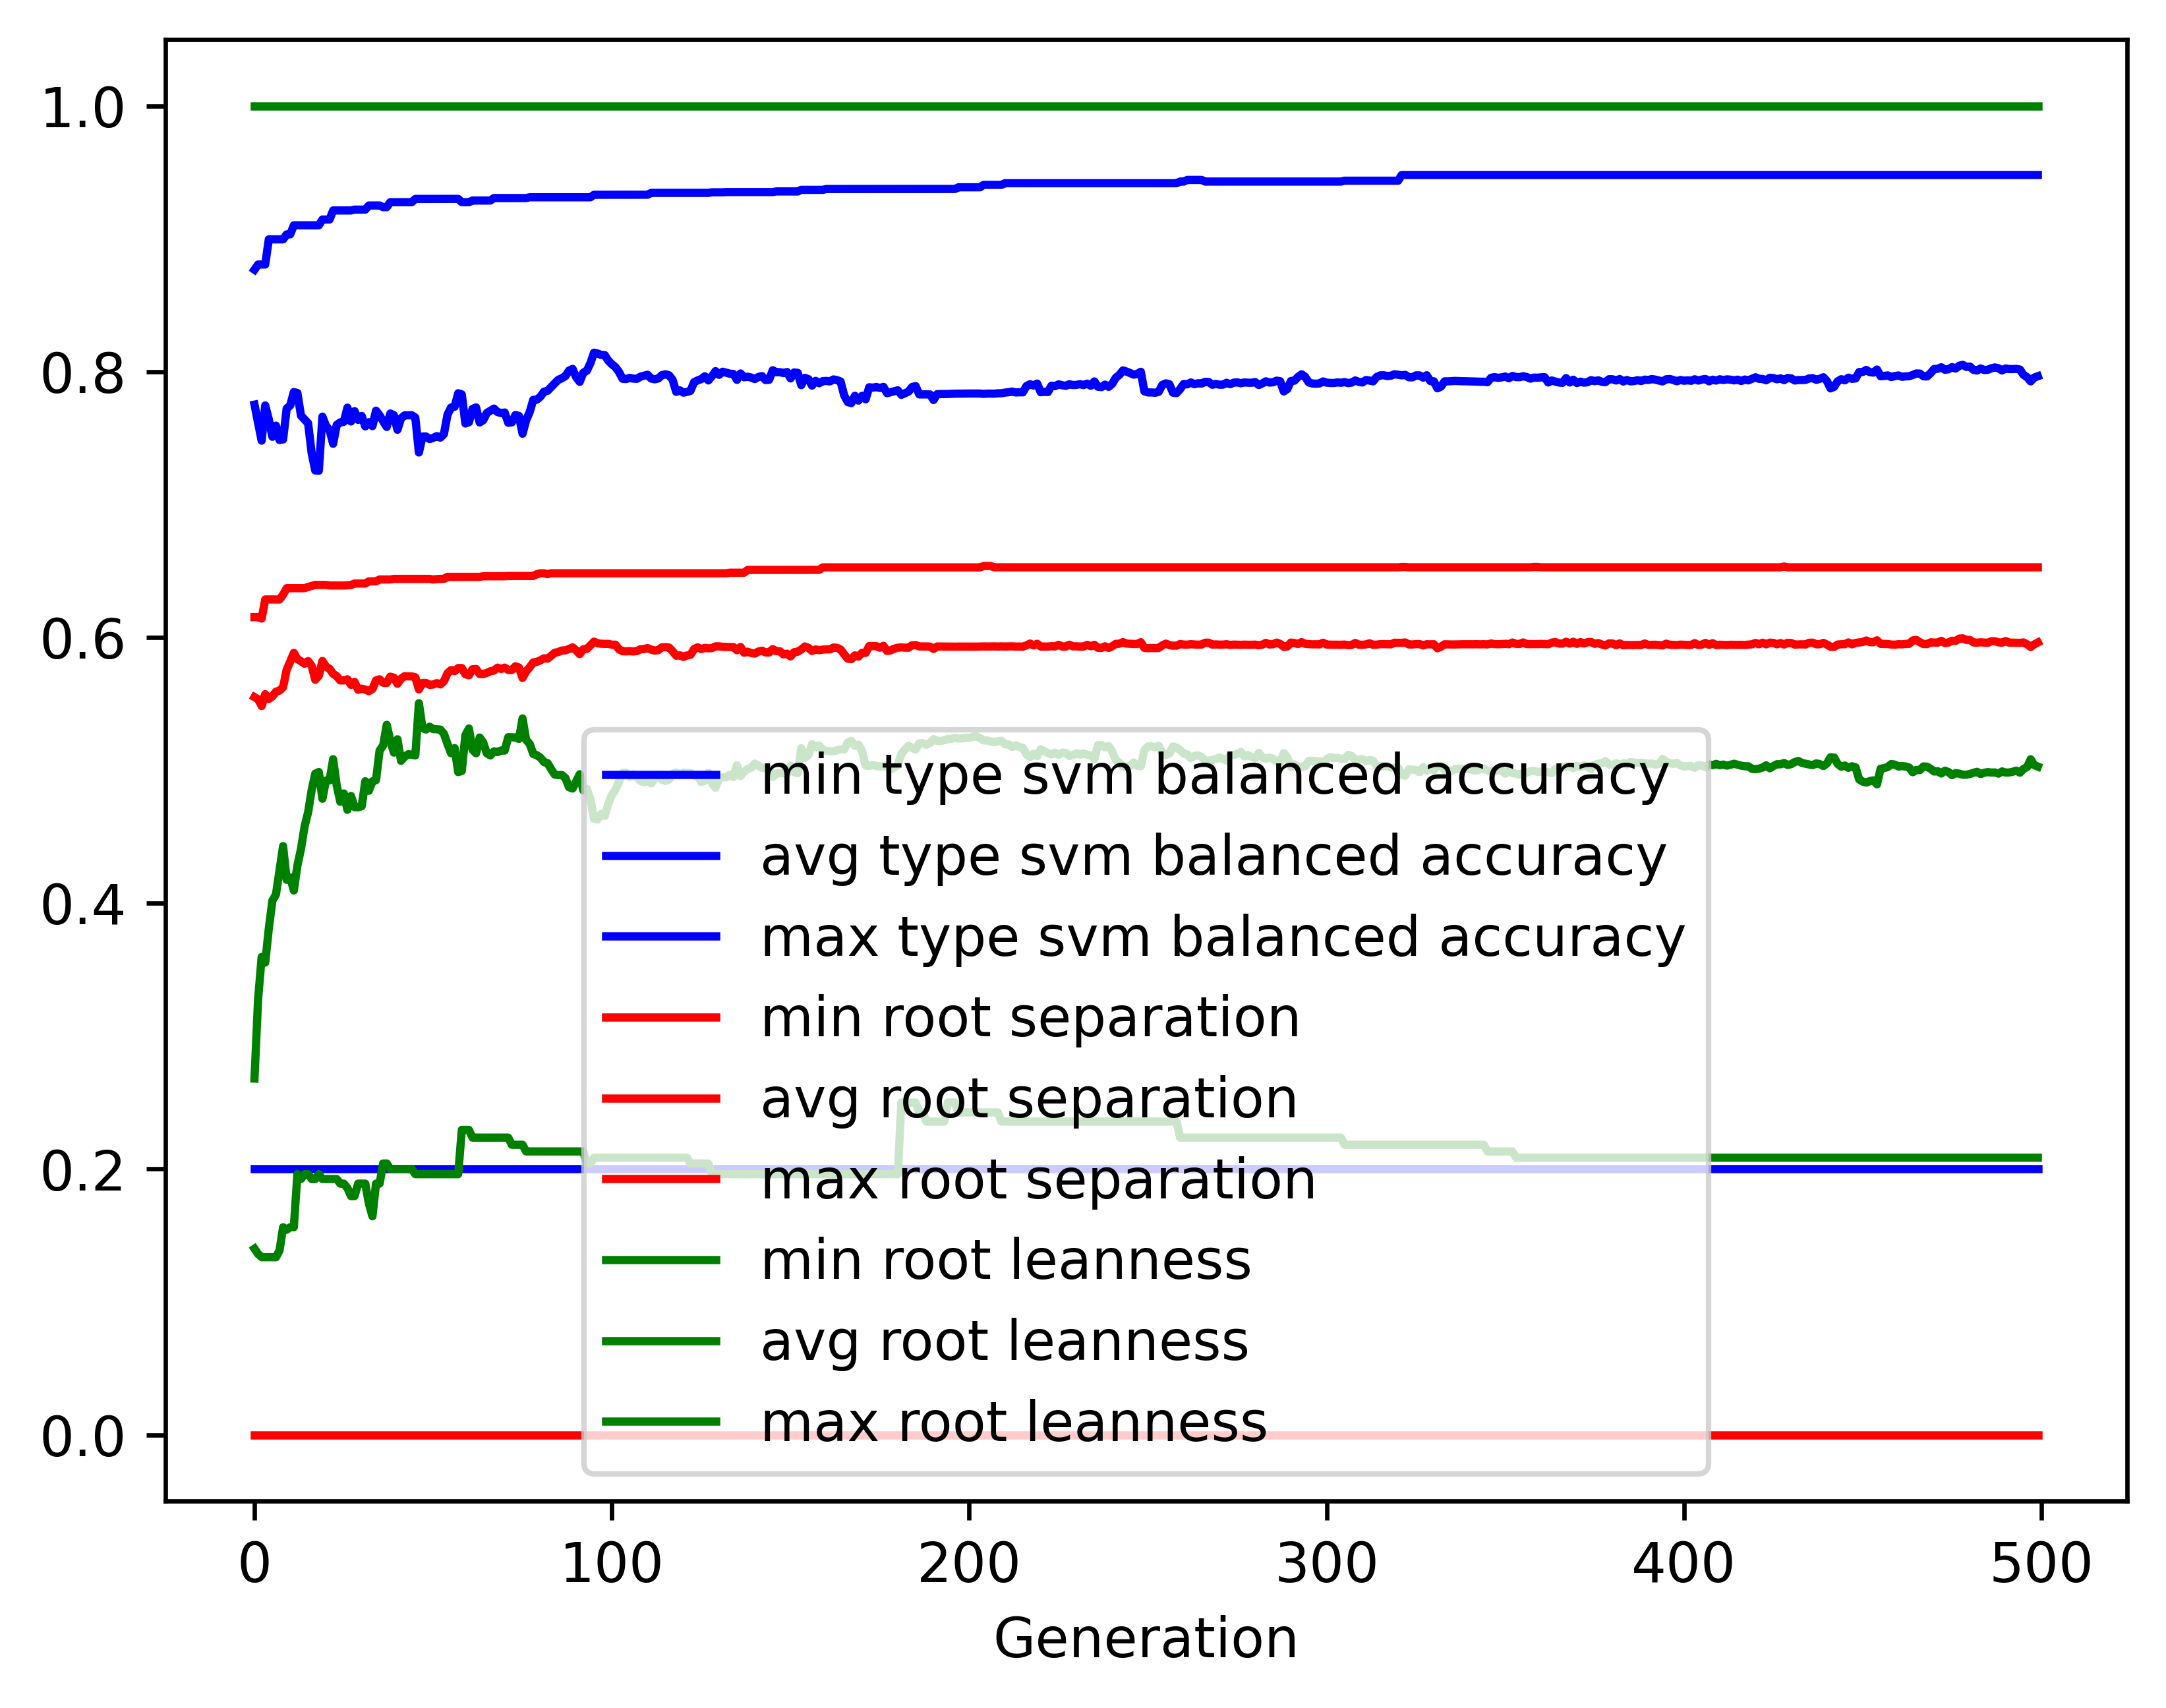 1.0
0.8
0.6
0.4
0.2
0.0
min type svm balanced accuracy
avg type svm balanced accuracy
max type svm balanced accuracy
min root separation
avg root separation
max root separation
min root leanness
avg root leanness
max root leanness
0 100 200 300 400 500
Generation